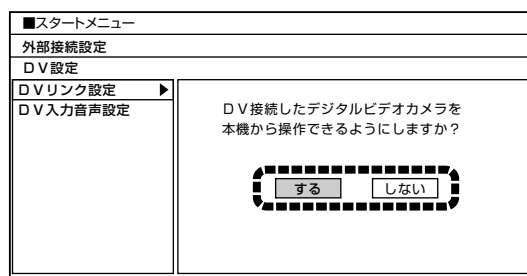 ■スタートメニュー
外部接続設定
ＤＶ設定
ＤＶリンク設定 ▶
ＤＶ入力音声設定
ＤＶ接続したデジタルビデオカメラを
本機から操作できるようにしますか？
する しない